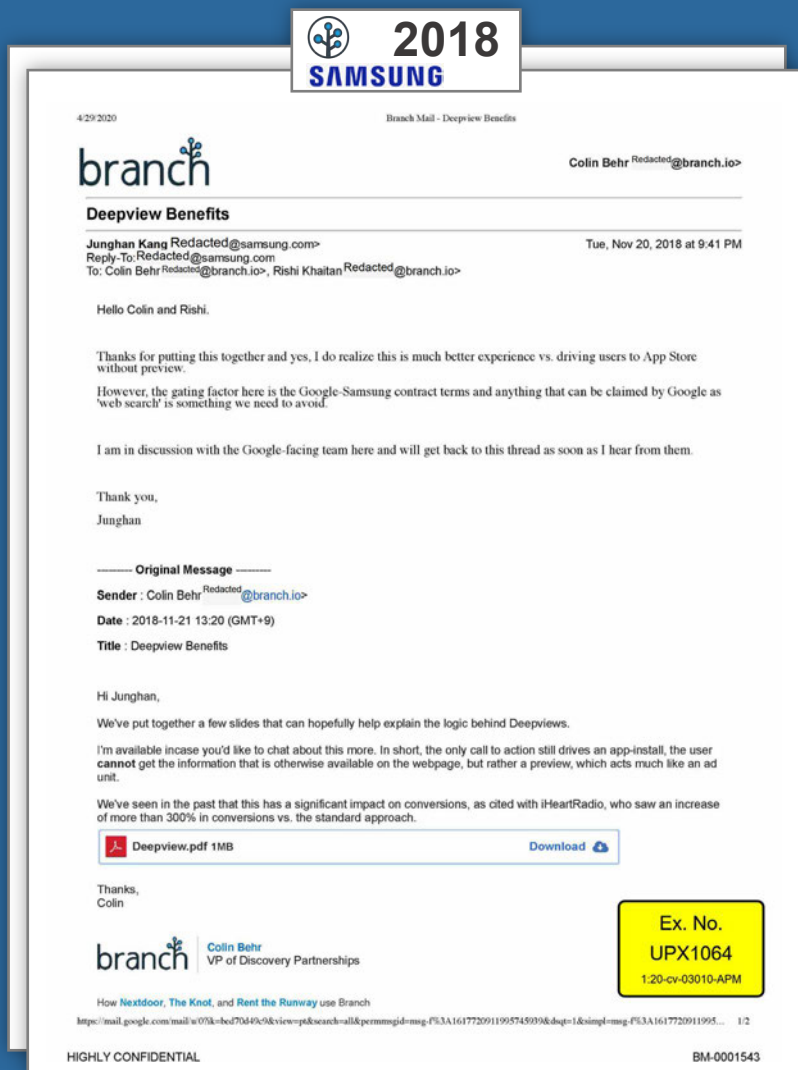 2018
SAMSUNG
4/29/2020 Branch Mail - Deepview Benefits
branch
Colin Behr Redacted@branch.io>
Deepview Benefits
Junghan Kang Redacted@samsung.com> Tue, Nov 20, 2018 at 9:41 PM
Reply-To:Redacted@samsung.com
To: Colin Behr Redacted@branch.io>, Rishi Khaitan Redacted@branch.io>
Hello Colin and Rishi.
Thanks for putting this together and yes, I do realize this is much better experience vs. driving users to App Store
without preview.
However, the gating factor here is the Google-Samsung contract terms and anything that can be claimed by Google as
'web search' is something we need to avoid.
I am in discussion with the Google-facing team here and will get back to this thread as soon as I hear from them.
Thank you,
Junghan
--------- Original Message ---------
Sender : Colin Behr Redacted@branch.io>
Date : 2018-11-21 13:20 (GMT+9)
Title : Deepview Benefits
Hi Junghan,
We've put together a few slides that can hopefully help explain the logic behind Deepviews.
I'm available incase you'd like to chat about this more. In short, the only call to action still drives an app-install, the user
cannot get the information that is otherwise available on the webpage, but rather a preview, which acts much like an ad
unit.
We've seen in the past that this has a significant impact on conversions, as cited with iHeartRadio, who saw an increase
of more than 300% in conversions vs. the standard approach.
Deepview.pdf 1MB Download
Thanks,
Colin
branch
Colin Behr
VP of Discovery Partnerships
Ex. No.
UPX1064
1:20-cv-03010-APM
How Nextdoor, The Knot, and Rent the Runway use Branch
1/2
HIGHLY CONFIDENTIAL BM-0001543